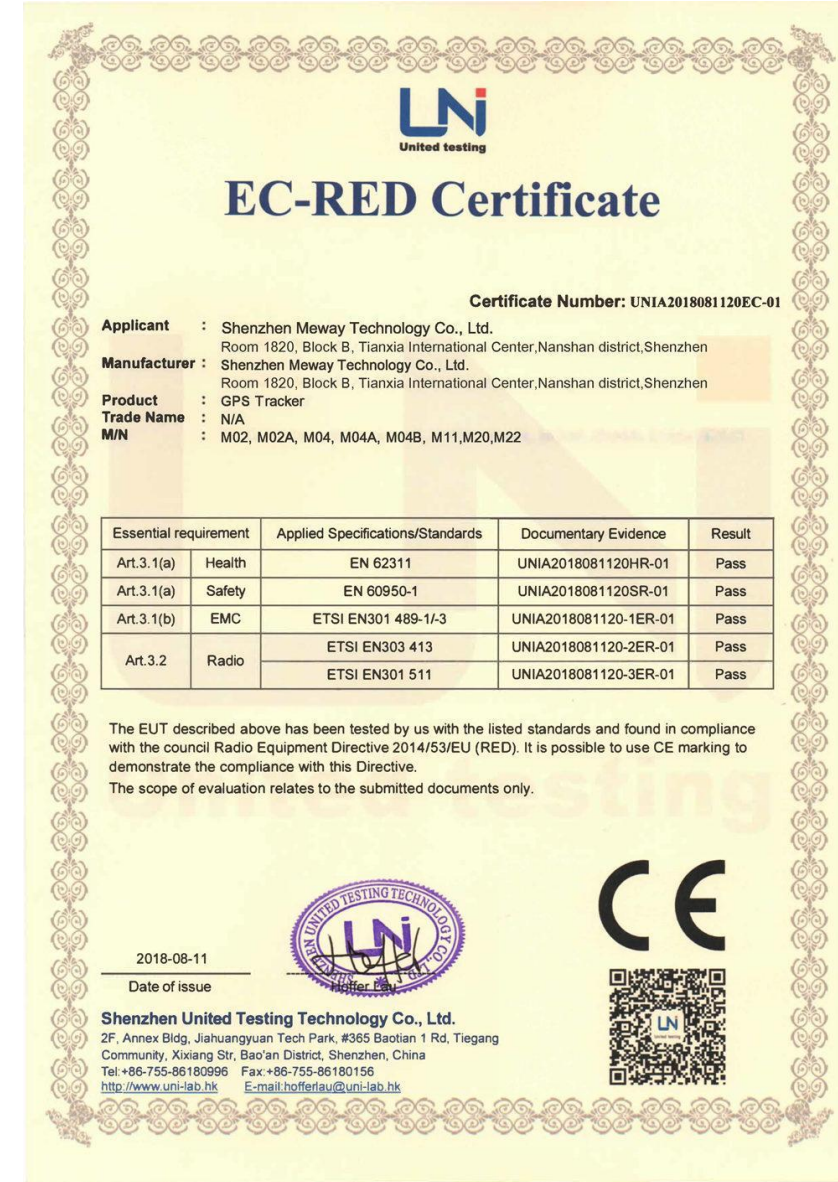 UNi
United testing
EC-RED Certificate
Certificate Number: UNIA2018081120EC-01
Applicant : Shenzhen Meway Technology Co., Ltd.
Room 1820, Block B, Tianxia International Center,Nanshan district,Shenzhen
Manufacturer : Shenzhen Meway Technology Co., Ltd.
Room 1820, Block B, Tianxia International Center,Nanshan district,Shenzhen
Product : GPS Tracker
Trade Name : N/A
M/N : M02, M02A, M04, M04A, M04B, M11,M20,M22
Essential requirement Applied Specifications/Standards Documentary Evidence Result
Art.3.1(a) Health EN 62311 UNIA2018081120HR-01 Pass
Art.3.1(a) Safety EN 60950-1 UNIA2018081120SR-01 Pass
Art.3.1(b) EMC ETSI EN301 489-1/-3 UNIA2018081120-1ER-01 Pass
Art.3.2 Radio ETSI EN303 413 UNIA2018081120-2ER-01 Pass
ETSI EN301 511 UNIA2018081120-3ER-01 Pass
The EUT described above has been tested by us with the listed standards and found in compliance
with the council Radio Equipment Directive 2014/53/EU (RED). It is possible to use CE marking to
demonstrate the compliance with this Directive.
The scope of evaluation relates to the submitted documents only.
United testing
CE
SHENZHEN UNITED TESTING TECHNOLOGY CO., LTD.
UNi
2018-08-11
Date of issue
Hoffer Lau
UNi
Shenzhen United Testing Technology Co., Ltd.
2F, Annex Bldg, Jiahuangyuan Tech Park, #365 Baotian 1 Rd, Tiegang
Community, Xixiang Str, Bao'an District, Shenzhen, China
Tel:+86-755-86180996 Fax:+86-755-86180156
http://www.uni-lab.hk E-mail:hofferlau@uni-lab.hk